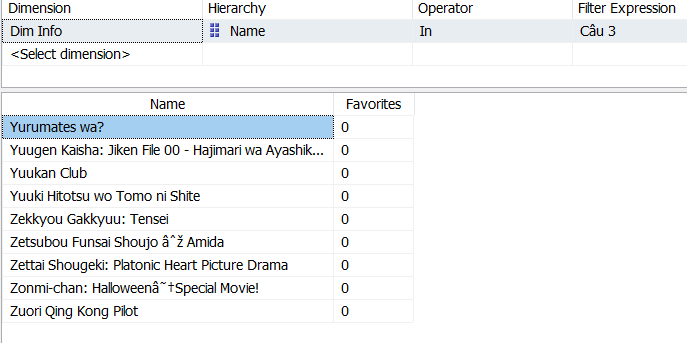 Dimension Hierarchy Operator Filter Expression
Dim Info Name In Câu 3
<Select dimension>
Name Favorites
Yurumates wa? 0
Yuugen Kaisha: Jiken File 00 - Hajimari wa Ayashik... 0
Yuukan Club 0
Yuuki Hitotsu wo Tomo ni Shite 0
Zekkyou Gakkyuu: Tensei 0
Zetsubou Funsai Shoujo âˆž Amida 0
Zettai Shougeki: Platonic Heart Picture Drama 0
Zonmi-chan: Halloweenâ˜†Special Movie! 0
Zuori Qing Kong Pilot 0